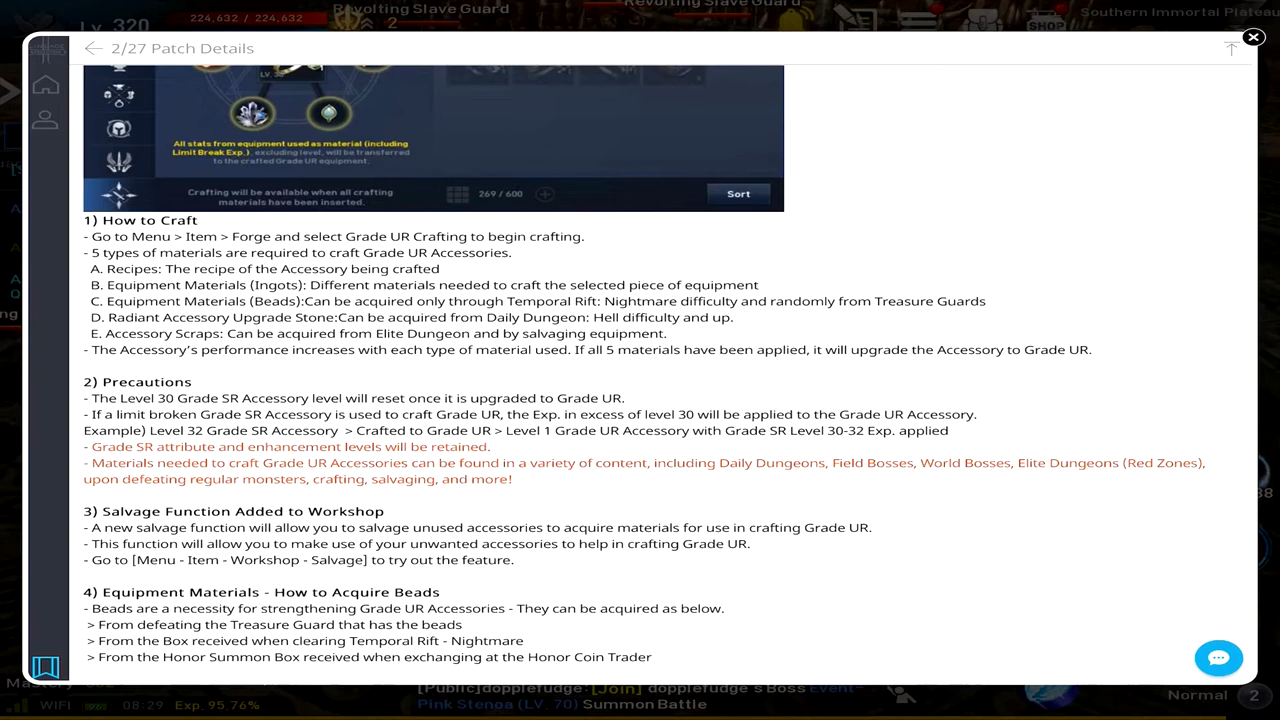 Revolting Slave Guard
Revolting Slave Guard
Lv. 320
224,632 / 224,632
2
SHOP
Southern Immortal Plateau
2/27 Patch Details
All stats from equipment used as material (including
Limit Break Exp.), excluding level, will be transferred
to the crafted Grade UR equipment.
Crafting will be available when all crafting
materials have been inserted.
269 / 600
Sort
1) How to Craft
- Go to Menu > Item > Forge and select Grade UR Crafting to begin crafting.
- 5 types of materials are required to craft Grade UR Accessories.
A. Recipes: The recipe of the Accessory being crafted
B. Equipment Materials (Ingots): Different materials needed to craft the selected piece of equipment
C. Equipment Materials (Beads):Can be acquired only through Temporal Rift: Nightmare difficulty and randomly from Treasure Guards
D. Radiant Accessory Upgrade Stone:Can be acquired from Daily Dungeon: Hell difficulty and up.
E. Accessory Scraps: Can be acquired from Elite Dungeon and by salvaging equipment.
- The Accessory's performance increases with each type of material used. If all 5 materials have been applied, it will upgrade the Accessory to Grade UR.
2) Precautions
- The Level 30 Grade SR Accessory level will reset once it is upgraded to Grade UR.
- If a limit broken Grade SR Accessory is used to craft Grade UR, the Exp. in excess of level 30 will be applied to the Grade UR Accessory.
Example) Level 32 Grade SR Accessory > Crafted to Grade UR > Level 1 Grade UR Accessory with Grade SR Level 30-32 Exp. applied
- Grade SR attribute and enhancement levels will be retained.
- Materials needed to craft Grade UR Accessories can be found in a variety of content, including Daily Dungeons, Field Bosses, World Bosses, Elite Dungeons (Red Zones),
upon defeating regular monsters, crafting, salvaging, and more!
3) Salvage Function Added to Workshop
- A new salvage function will allow you to salvage unused accessories to acquire materials for use in crafting Grade UR.
- This function will allow you to make use of your unwanted accessories to help in crafting Grade UR.
- Go to [Menu - Item - Workshop - Salvage] to try out the feature.
4) Equipment Materials - How to Acquire Beads
- Beads are a necessity for strengthening Grade UR Accessories - They can be acquired as below.
> From defeating the Treasure Guard that has the beads
> From the Box received when clearing Temporal Rift - Nightmare
> From the Honor Summon Box received when exchanging at the Honor Coin Trader
[Public]dopplefudge:[Join] dopplefudge's Boss Event-
Pink Stenoa (LV. 70) Summon Battle
WIFI
08:29
Exp. 95.76%
Normal
2